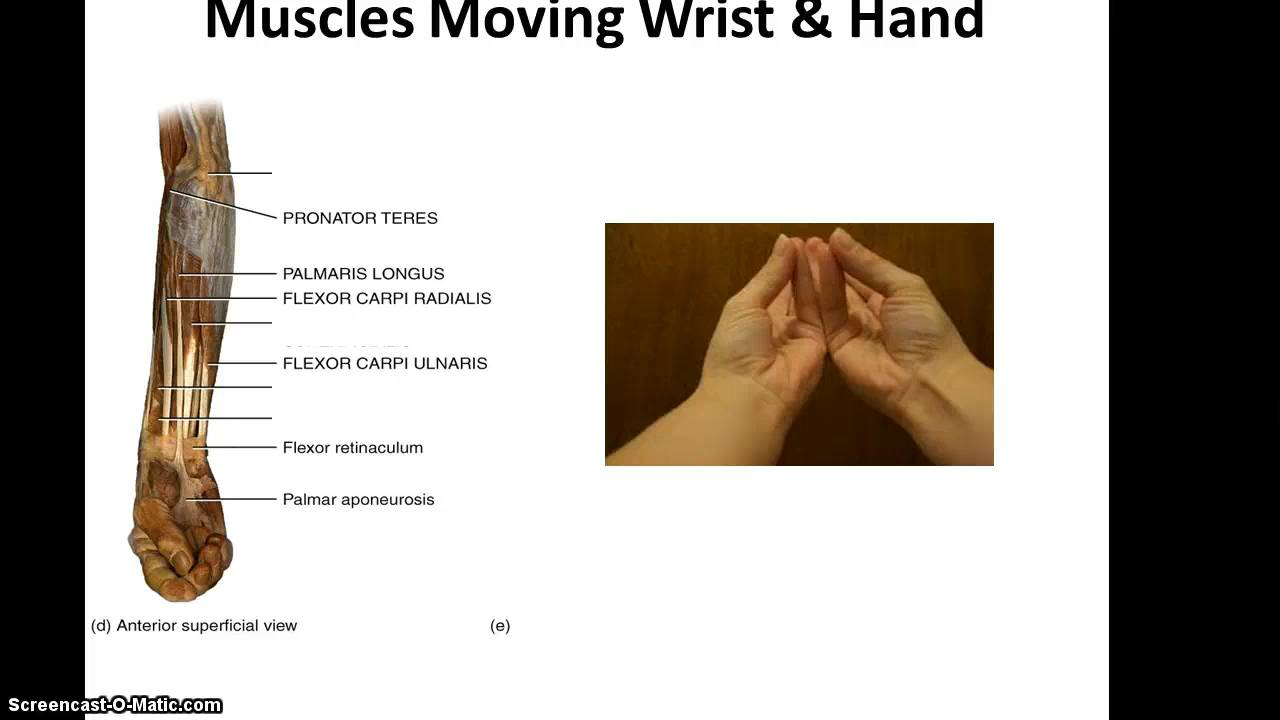 Muscles Moving Wrist & Hand
PRONATOR TERES
PALMARIS LONGUS
FLEXOR CARPI RADIALIS
FLEXOR CARPI ULNARIS
Flexor retinaculum
Palmar aponeurosis
(d) Anterior superficial view
(e)
Screencast-O-Matic.com